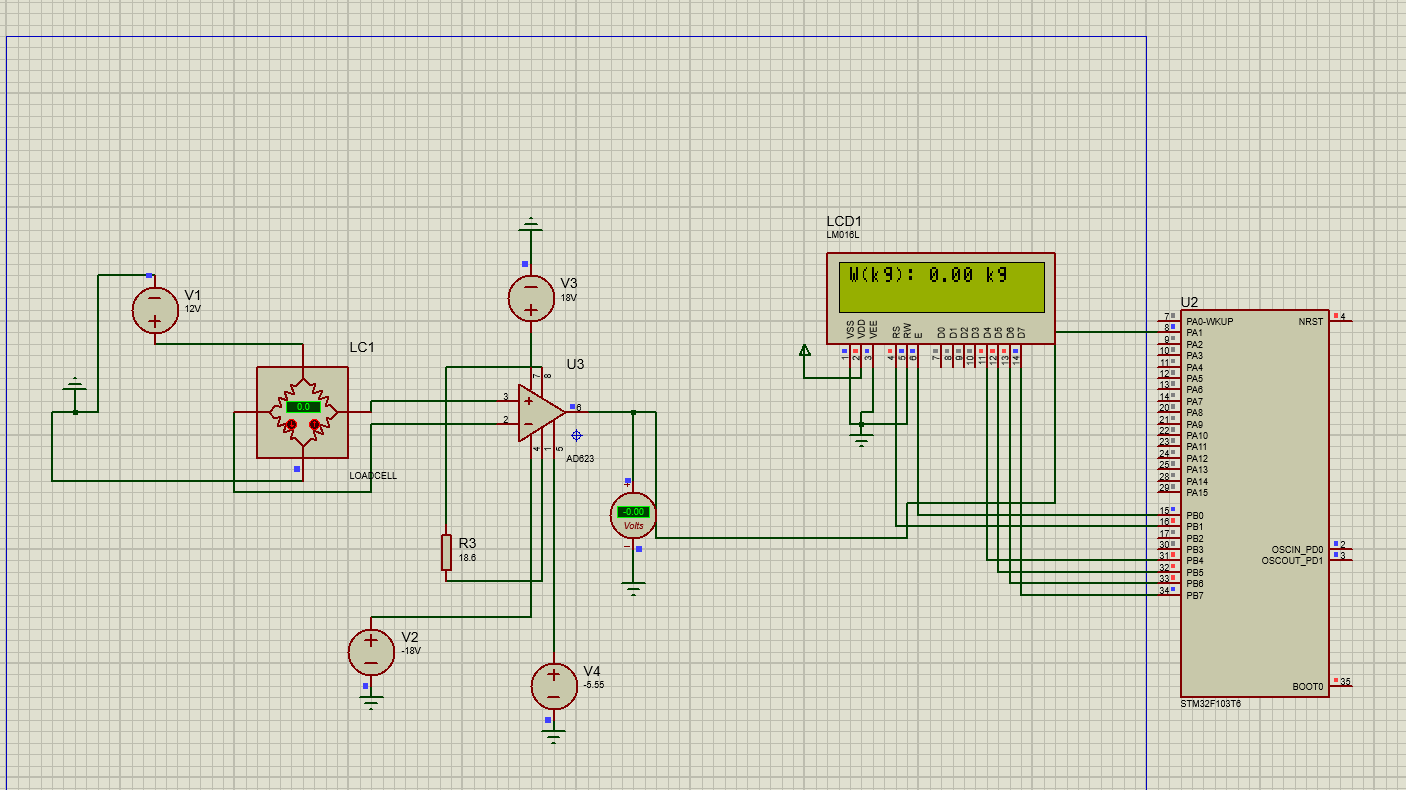 LCD1
LM016L
W(kg): 0.00 kg
VSS
VDD
VEE
RS
RW
E
D0
D1
D2
D3
D4
D5
D6
D7
1
2
3
4
5
6
7
8
9
10
11
12
13
14
V3
18V
V1
12V
LC1
0.0
LOADCELL
U3
7
8
3
2
6
4
1
5
AD623
-0.00
Volts
R3
18.6
V2
-18V
V4
-5.55
U2
7 PA0-WKUP
8 PA1
9 PA2
10 PA3
11 PA4
12 PA5
13 PA6
14 PA7
20 PA8
21 PA9
22 PA10
23 PA11
24 PA12
25 PA13
28 PA14
29 PA15
15 PB0
16 PB1
17 PB2
30 PB3
31 PB4
32 PB5
33 PB6
34 PB7
NRST 4
OSCIN_PD0 2
OSCOUT_PD1 3
BOOT0 35
STM32F103T6